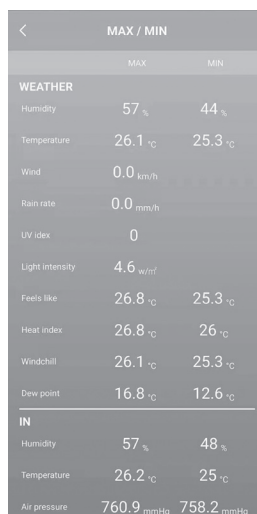 MAX / MIN
MAX MIN
WEATHER
Humidity 57 % 44 %
Temperature 26.1 °C 25.3 °C
Wind 0.0 km/h
Rain rate 0.0 mm/h
UV idex 0
Light intensity 4.6 w/m²
Feels like 26.8 °C 25.3 °C
Heat index 26.8 °C 26 °C
Windchill 26.1 °C 25.3 °C
Dew point 16.8 °C 12.6 °C
IN
Humidity 57 % 48 %
Temperature 26.2 °C 25 °C
Air pressure 760.9 mmHg 758.2 mmHg